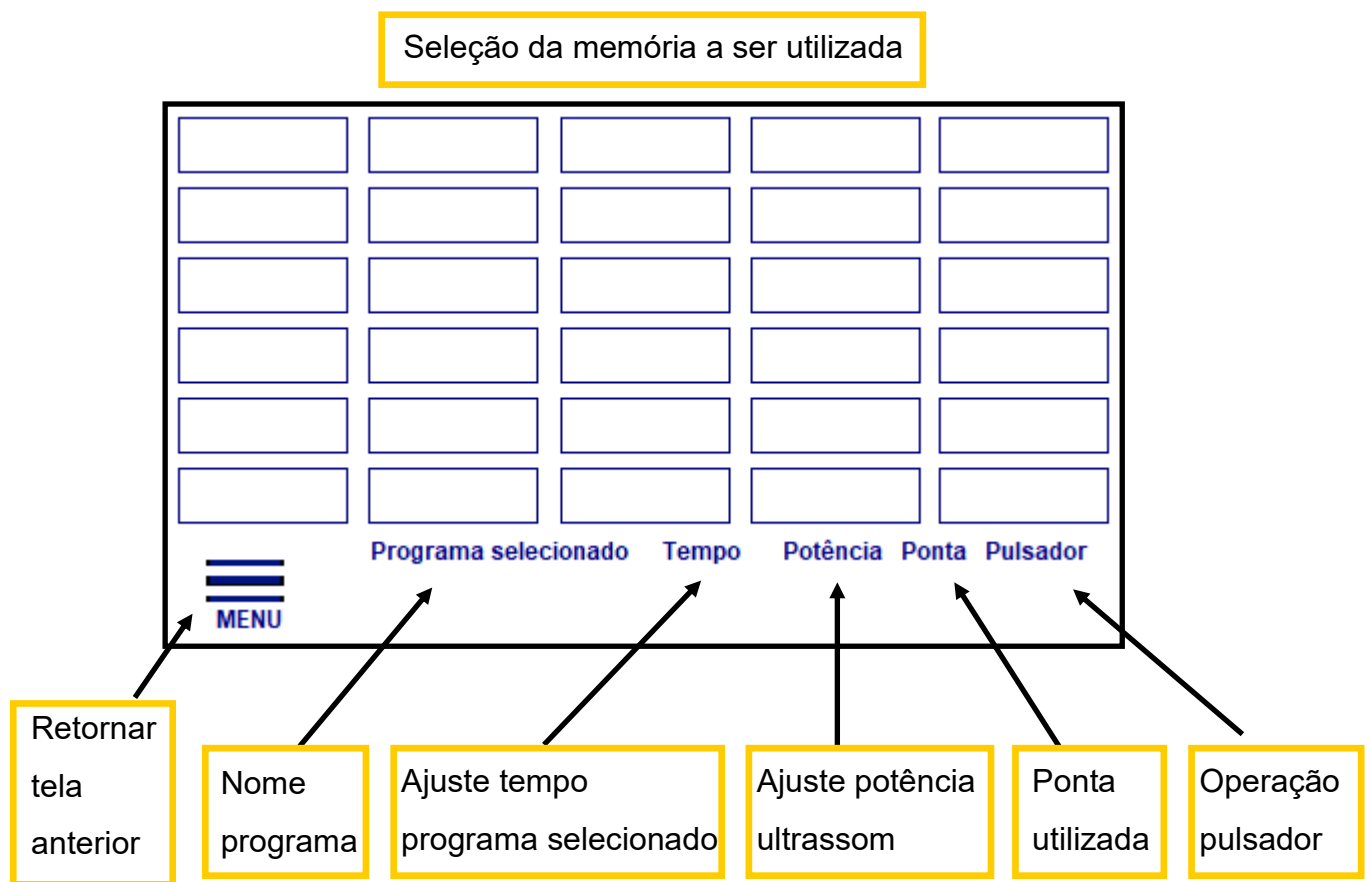 Seleção da memória a ser utilizada
Programa selecionado Tempo Potência Ponta Pulsador
MENU
Retornar
tela
anterior
Nome
programa
Ajuste tempo
programa selecionado
Ajuste potência
ultrassom
Ponta
utilizada
Operação
pulsador